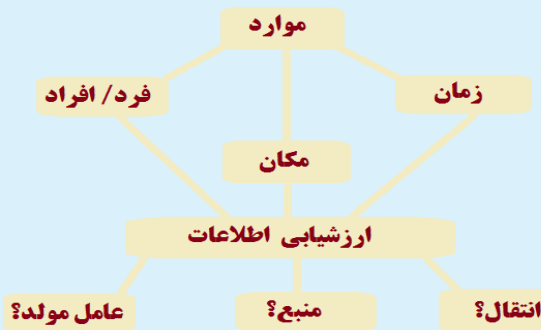 موارد
زمان
فرد/ افراد
مکان
ارزشیابی اطلاعات
انتقال؟
منبع؟
عامل مولد؟